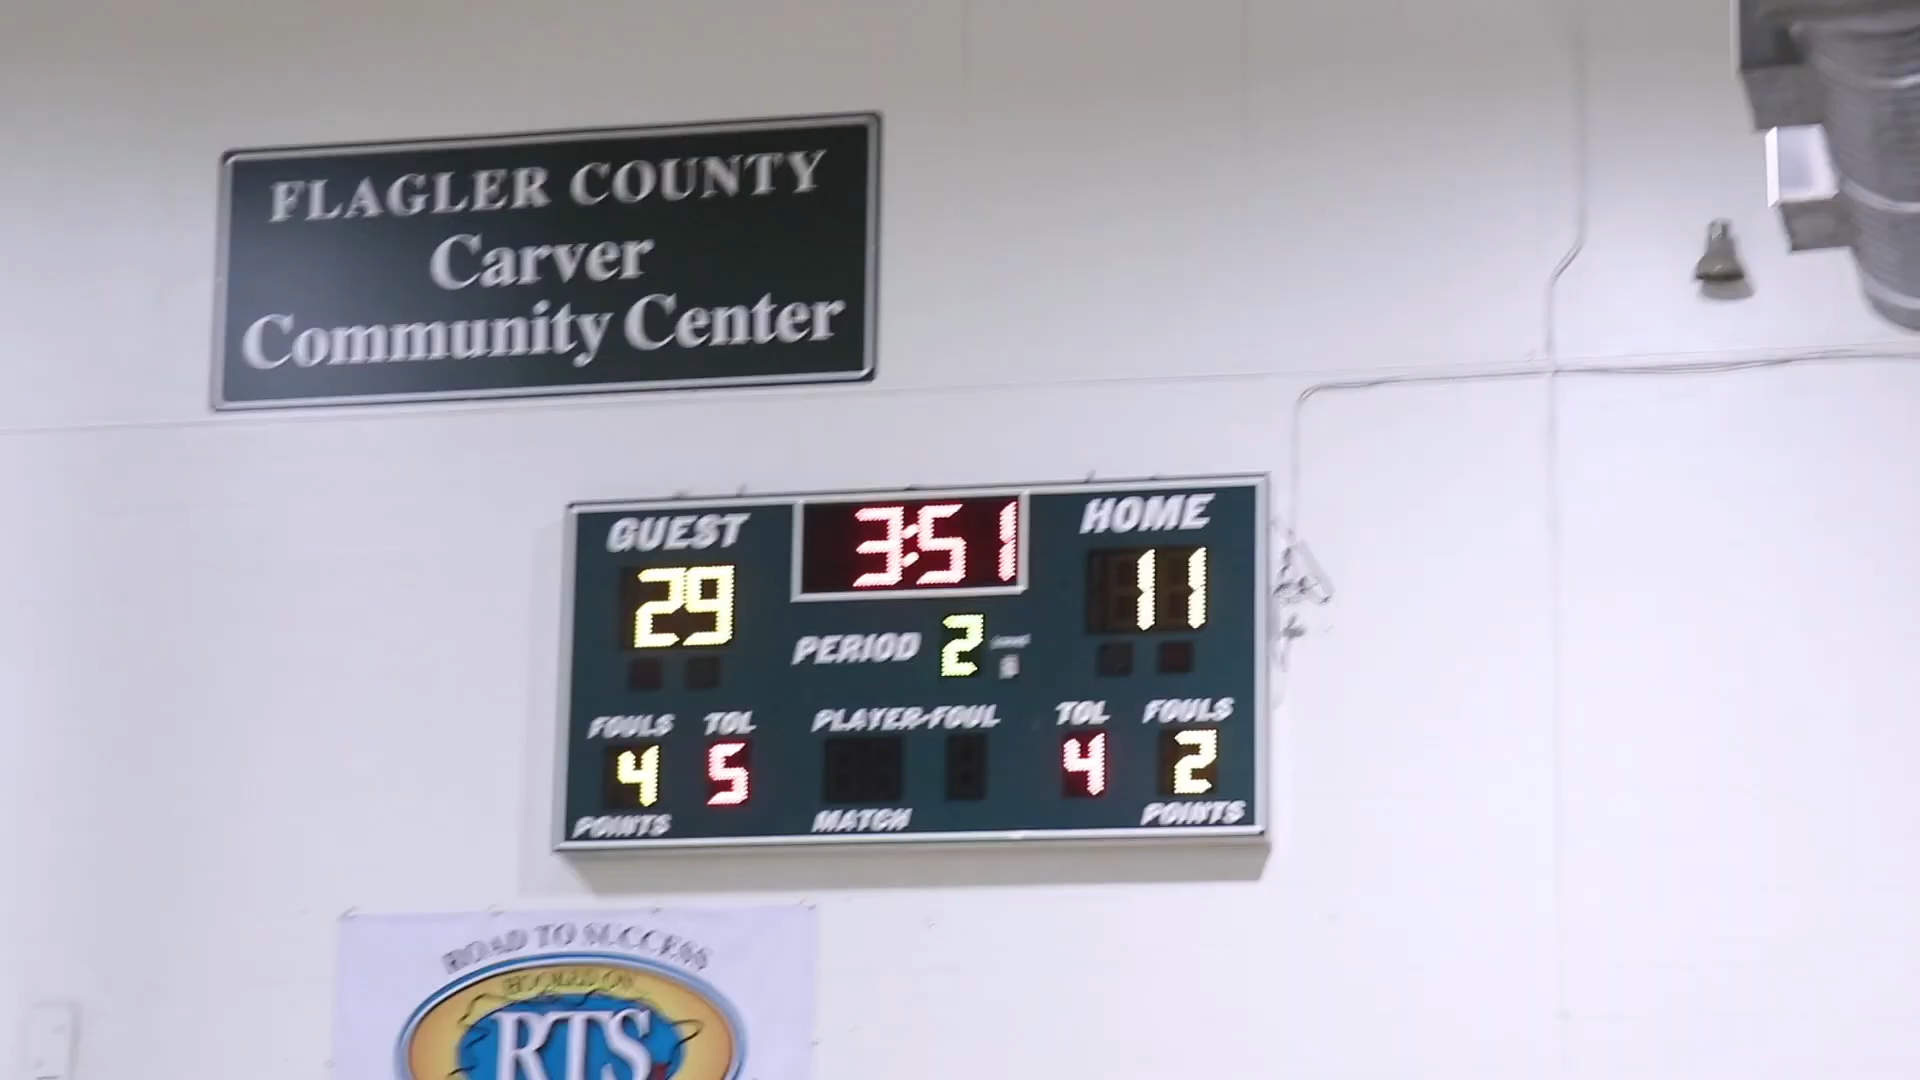 FLAGLER COUNTY
Carver
Community Center
GUEST 3:51 HOME
29 11
PERIOD 2
FOULS TOL PLAYER-FOUL TOL FOULS
4 5 4 2
POINTS MATCH POINTS
ROAD TO SUCCESS
RTS